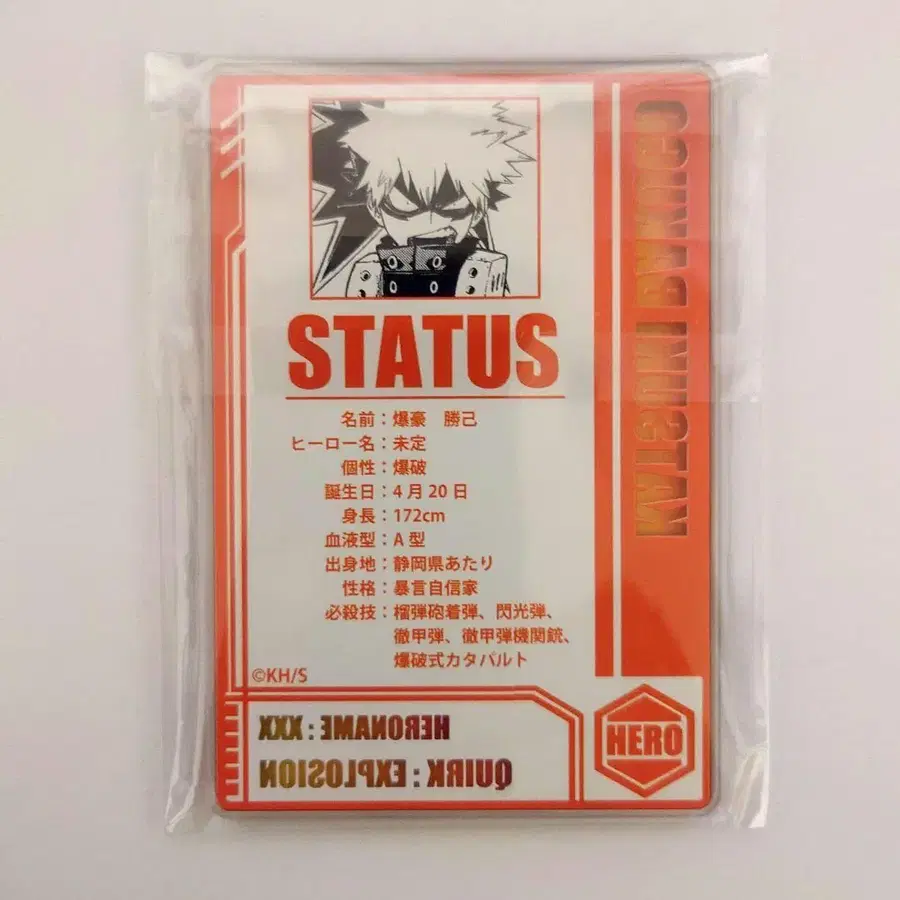 STATUS
名前：爆豪　勝己
ヒーロー名：未定
個性：爆破
誕生日：4月20日
身長：172cm
血液型：A型
出身地：静岡県あたり
性格：暴言自信家
必殺技：榴弾砲着弾、閃光弾、
徹甲弾、徹甲弾機関銃、
爆破式カタパルト
©KH/S
KATSUKI BAKUGO
HERONAME : XXX
QUIRK : EXPLOSION
HERO